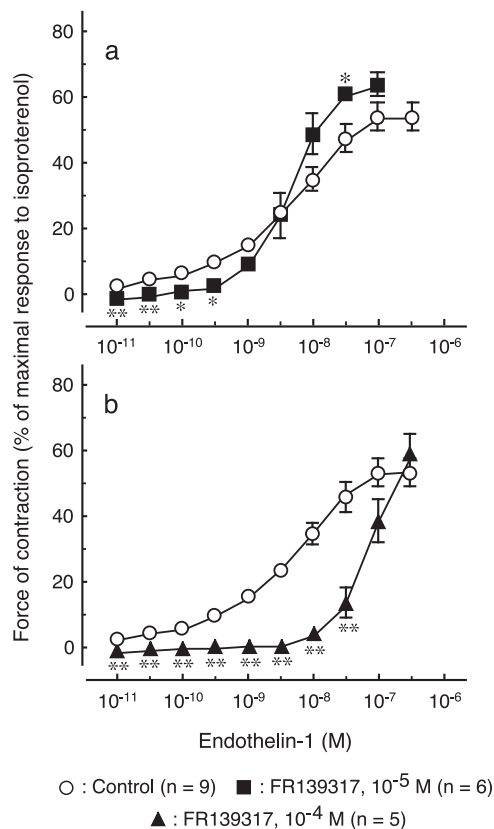 a
80
60
40
20
0
*
** ** * *
10⁻¹¹ 10⁻¹⁰ 10⁻⁹ 10⁻⁸ 10⁻⁷ 10⁻⁶
Force of contraction (% of maximal response to isoproterenol)
b
80
60
40
20
0
** ** ** ** ** ** ** **
10⁻¹¹ 10⁻¹⁰ 10⁻⁹ 10⁻⁸ 10⁻⁷ 10⁻⁶
Endothelin-1 (M)
○ : Control (n = 9) ■ : FR139317, 10⁻⁵ M (n = 6)
▲ : FR139317, 10⁻⁴ M (n = 5)